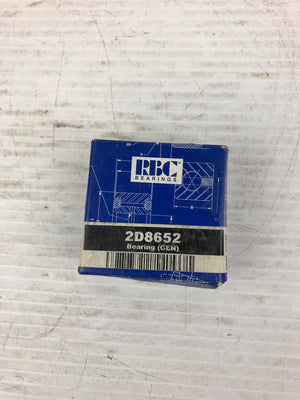 RBC
BEARINGS
2D8652
Bearing (GEN)